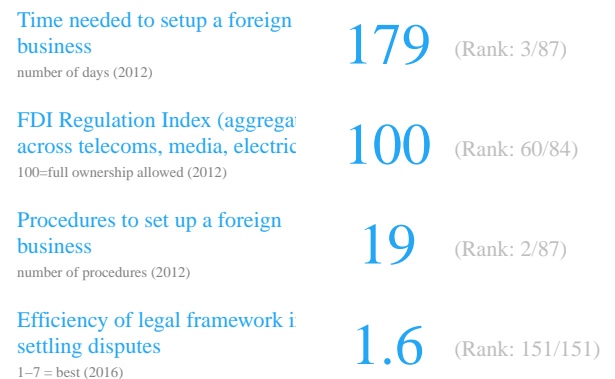 Time needed to setup a foreign
business
number of days (2012)
179
(Rank: 3/87)
FDI Regulation Index
across telecoms, media,
100=full ownership allowed (2012)
100
(Rank: 60/84)
Procedures to set up a foreign
business
number of procedures (2012)
19
(Rank: 2/87)
Efficiency of legal framework
settling disputes
1–7 = best (2016)
1.6
(Rank: 151/151)